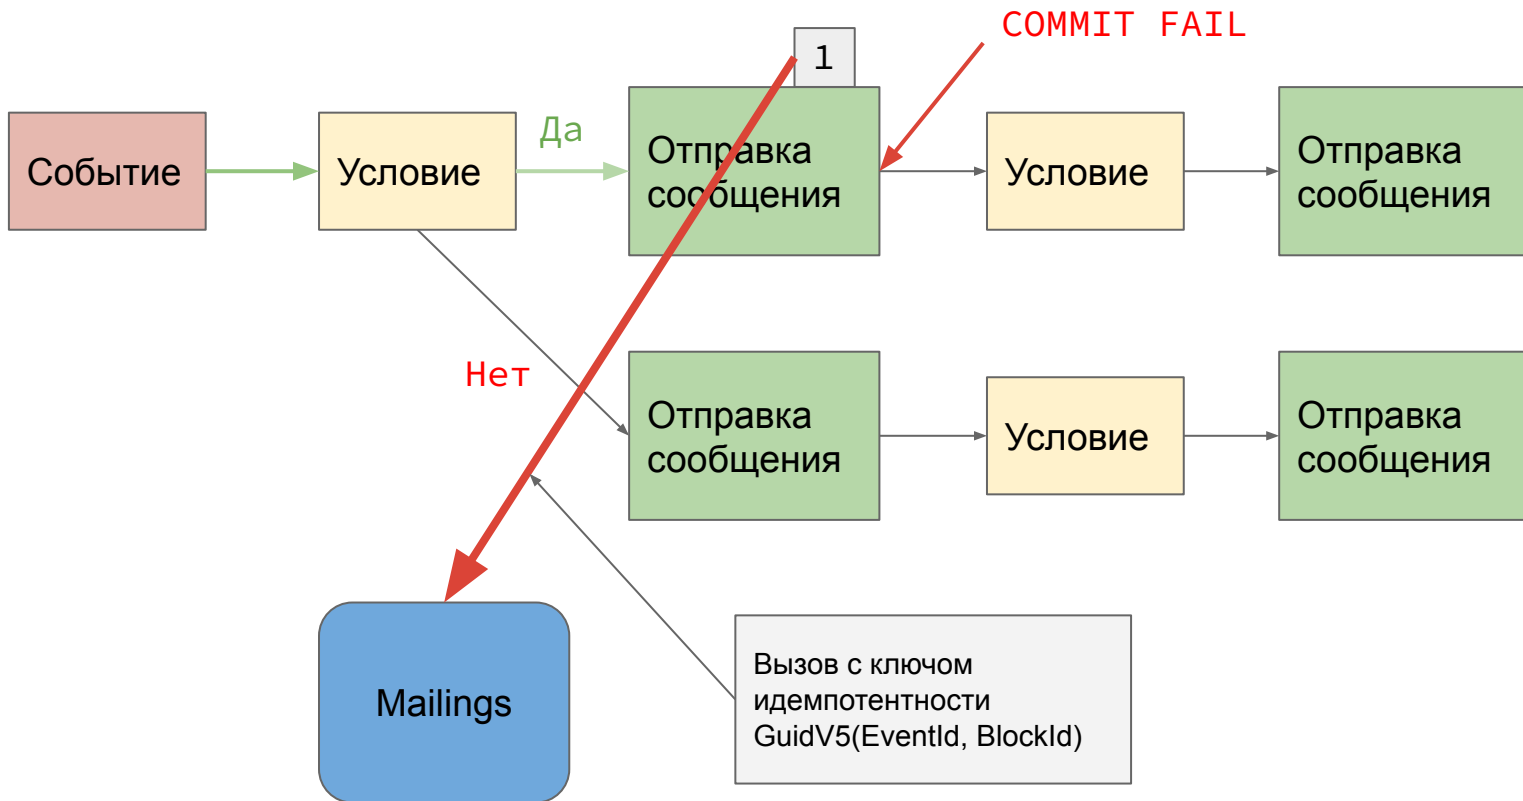 COMMIT FAIL
1
Событие
Условие
Да
Отправка
сообщения
Условие
Отправка
сообщения
Нет
Отправка
сообщения
Условие
Отправка
сообщения
Mailings
Вызов с ключом
идемпотентности
GuidV5(EventId, BlockId)